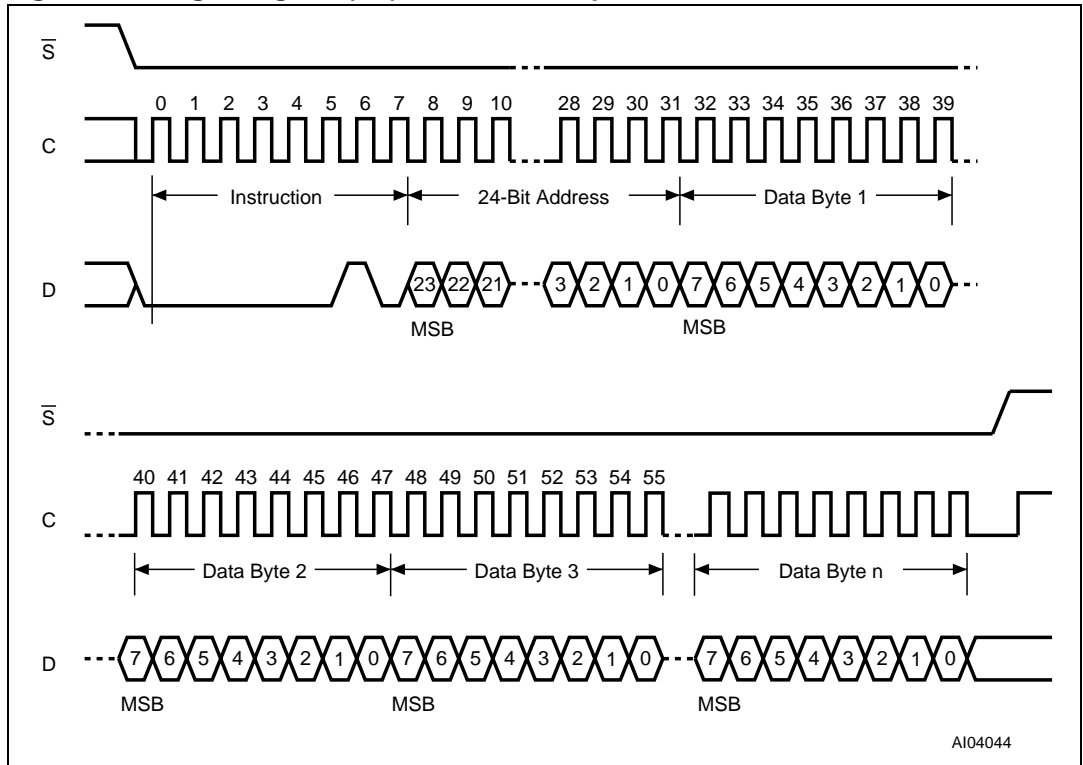 S
0 1 2 3 4 5 6 7 8 9 10 28 29 30 31 32 33 34 35 36 37 38 39
C
Instruction 24-Bit Address Data Byte 1
D 23 22 21 3 2 1 0 7 6 5 4 3 2 1 0
MSB MSB
S
40 41 42 43 44 45 46 47 48 49 50 51 52 53 54 55
C
Data Byte 2 Data Byte 3 Data Byte n
D 7 6 5 4 3 2 1 0 7 6 5 4 3 2 1 0 7 6 5 4 3 2 1 0
MSB MSB MSB
AI04044